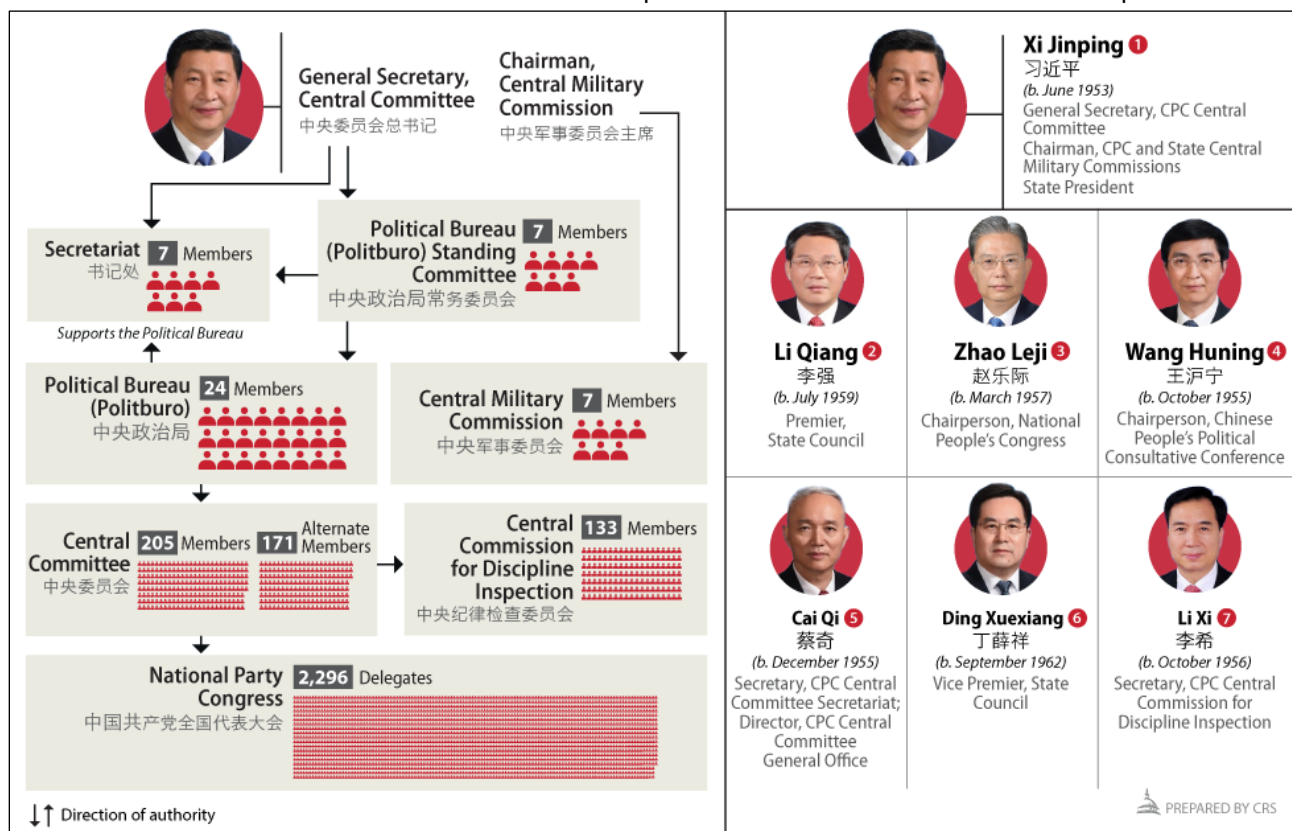 General Secretary,
Central Committee
中央委员会总书记
Chairman,
Central Military
Commission
中央军事委员会主席
Secretariat
书记处
7 Members
Supports the Political Bureau
Political Bureau
(Politburo) Standing
Committee
中央政治局常务委员会
7 Members
Political Bureau
(Politburo)
中央政治局
24 Members
Central Military
Commission
中央军事委员会
7 Members
Central
Committee
中央委员会
205 Members
171 Alternate
Members
Central
Commission
for Discipline
Inspection
中央纪律检查委员会
133 Members
National Party
Congress
中国共产党全国代表大会
2,296 Delegates
↓↑ Direction of authority
Xi Jinping 1
习近平
(b. June 1953)
General Secretary, CPC Central
Committee
Chairman, CPC and State Central
Military Commissions
State President
Li Qiang 2
李强
(b. July 1959)
Premier,
State Council
Zhao Leji 3
赵乐际
(b. March 1957)
Chairperson, National
People's Congress
Wang Huning 4
王沪宁
(b. October 1955)
Chairperson, Chinese
People's Political
Consultative Conference
Cai Qi 5
蔡奇
(b. December 1955)
Secretary, CPC Central
Committee Secretariat;
Director, CPC Central
Committee
General Office
Ding Xuexiang 6
丁薛祥
(b. September 1962)
Vice Premier, State
Council
Li Xi 7
李希
(b. October 1956)
Secretary, CPC Central
Commission for
Discipline Inspection
PREPARED BY CRS